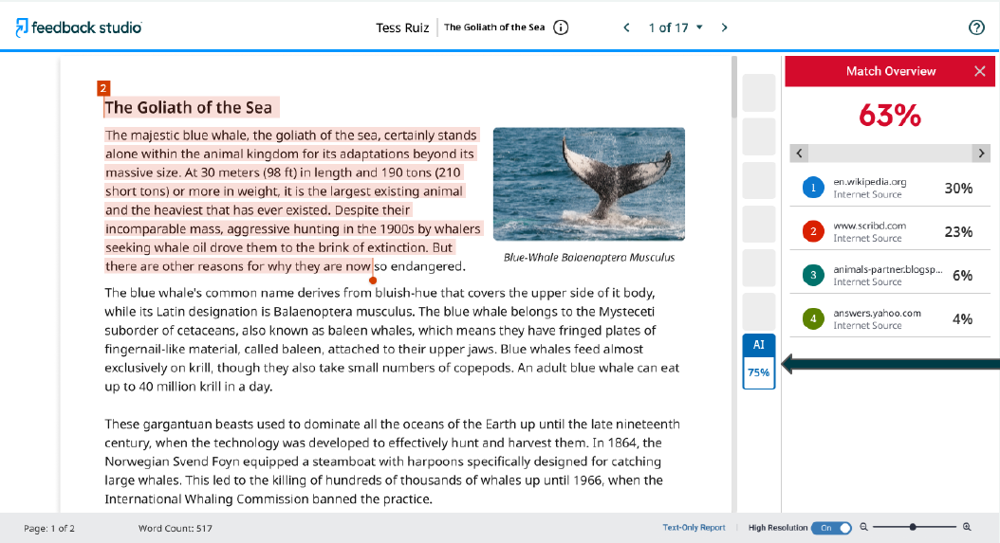 feedback studio
Tess Ruiz
The Goliath of the Sea
1 of 17
2
The Goliath of the Sea
The majestic blue whale, the goliath of the sea, certainly stands
alone within the animal kingdom for its adaptations beyond its
massive size. At 30 meters (98 ft) in length and 190 tons (210
short tons) or more in weight, it is the largest existing animal
and the heaviest that has ever existed. Despite their
incomparable mass, aggressive hunting in the 1900s by whalers
seeking whale oil drove them to the brink of extinction. But
there are other reasons for why they are now so endangered.
Blue-Whale Balaenoptera Musculus
The blue whale's common name derives from bluish-hue that covers the upper side of it body,
while its Latin designation is Balaenoptera musculus. The blue whale belongs to the Mysteceti
suborder of cetaceans, also known as baleen whales, which means they have fringed plates of
fingernail-like material, called baleen, attached to their upper jaws. Blue whales feed almost
exclusively on krill, though they also take small numbers of copepods. An adult blue whale can eat
up to 40 million krill in a day.
These gargantuan beasts used to dominate all the oceans of the Earth up until the late nineteenth
century, when the technology was developed to effectively hunt and harvest them. In 1864, the
Norwegian Svend Foyn equipped a steamboat with harpoons specifically designed for catching
large whales. This led to the killing of hundreds of thousands of whales up until 1966, when the
International Whaling Commission banned the practice.
AI
75%
Match Overview
63%
1 en.wikipedia.org 30%
Internet Source
2 www.scribd.com 23%
Internet Source
3 animals-partner.blogsp... 6%
Internet Source
4 answers.yahoo.com 4%
Internet Source
Page: 1 of 2
Word Count: 517
Text-Only Report
High Resolution
On